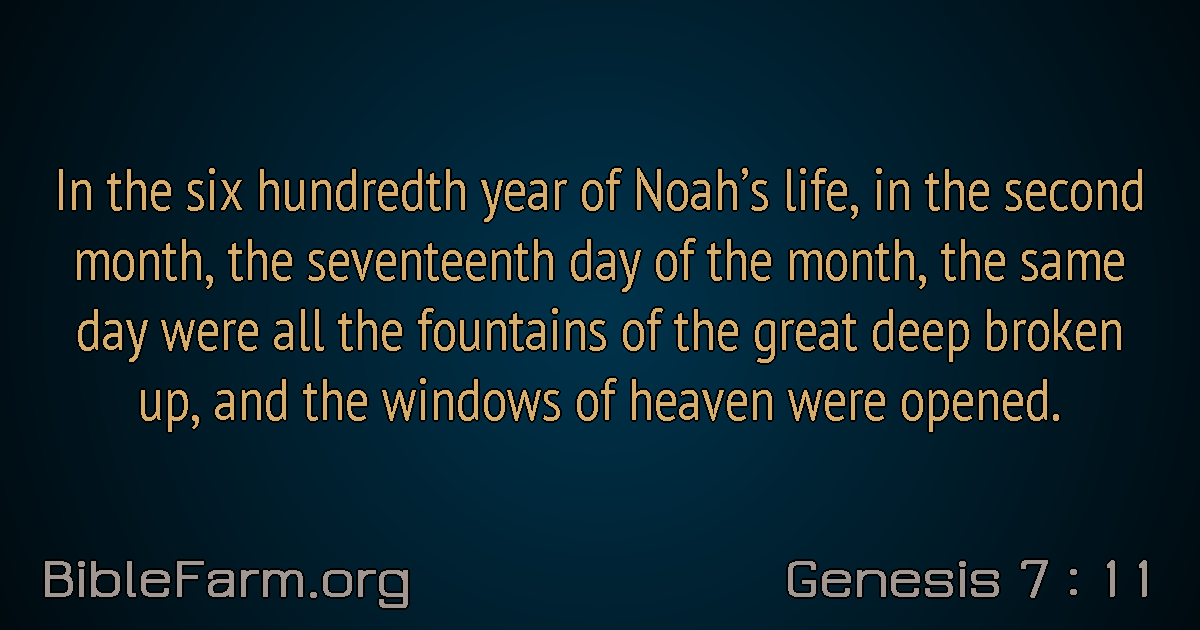 In the six hundredth year of Noah’s life, in the second
month, the seventeenth day of the month, the same
day were all the fountains of the great deep broken
up, and the windows of heaven were opened.
BibleFarm.org
Genesis 7 : 11